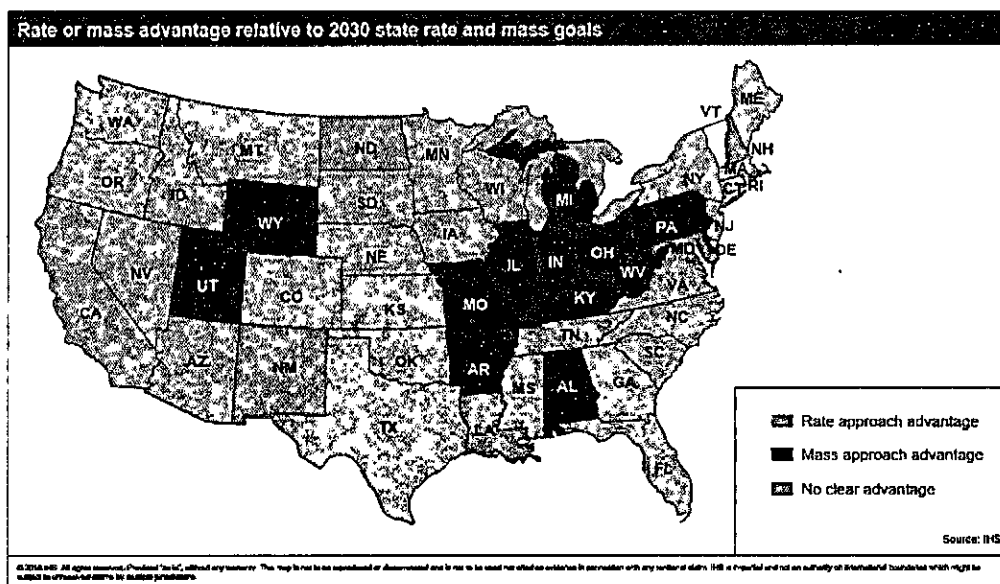 Rate or mass advantage relative to 2030 state rate and mass goals
WA
MT
ND
MN
VT
ME
OR
ID
SD
WI
MI
NY
NH
MA
CT
RI
WY
NE
IA
PA
NJ
NV
UT
CO
IL
IN
OH
WV
MD
DE
VA
CA
KS
MO
KY
NC
AZ
NM
OK
AR
TN
SC
MS
AL
GA
TX
LA
FL
Rate approach advantage
Mass approach advantage
No clear advantage
Source: IHS